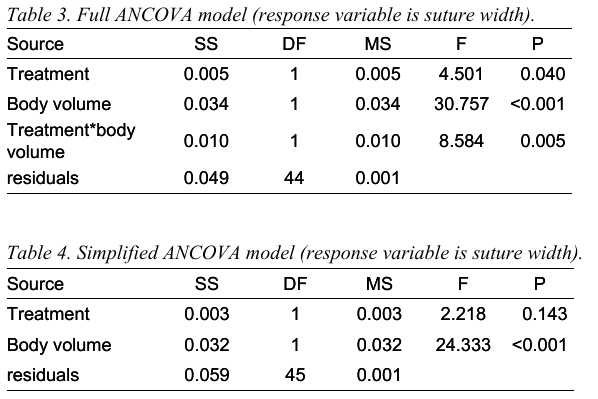 Table 3. Full ANCOVA model (response variable is suture width).
Source SS DF MS F P
Treatment 0.005 1 0.005 4.501 0.040
Body volume 0.034 1 0.034 30.757 <0.001
Treatment*body
volume 0.010 1 0.010 8.584 0.005
residuals 0.049 44 0.001
Table 4. Simplified ANCOVA model (response variable is suture width).
Source SS DF MS F P
Treatment 0.003 1 0.003 2.218 0.143
Body volume 0.032 1 0.032 24.333 <0.001
residuals 0.059 45 0.001